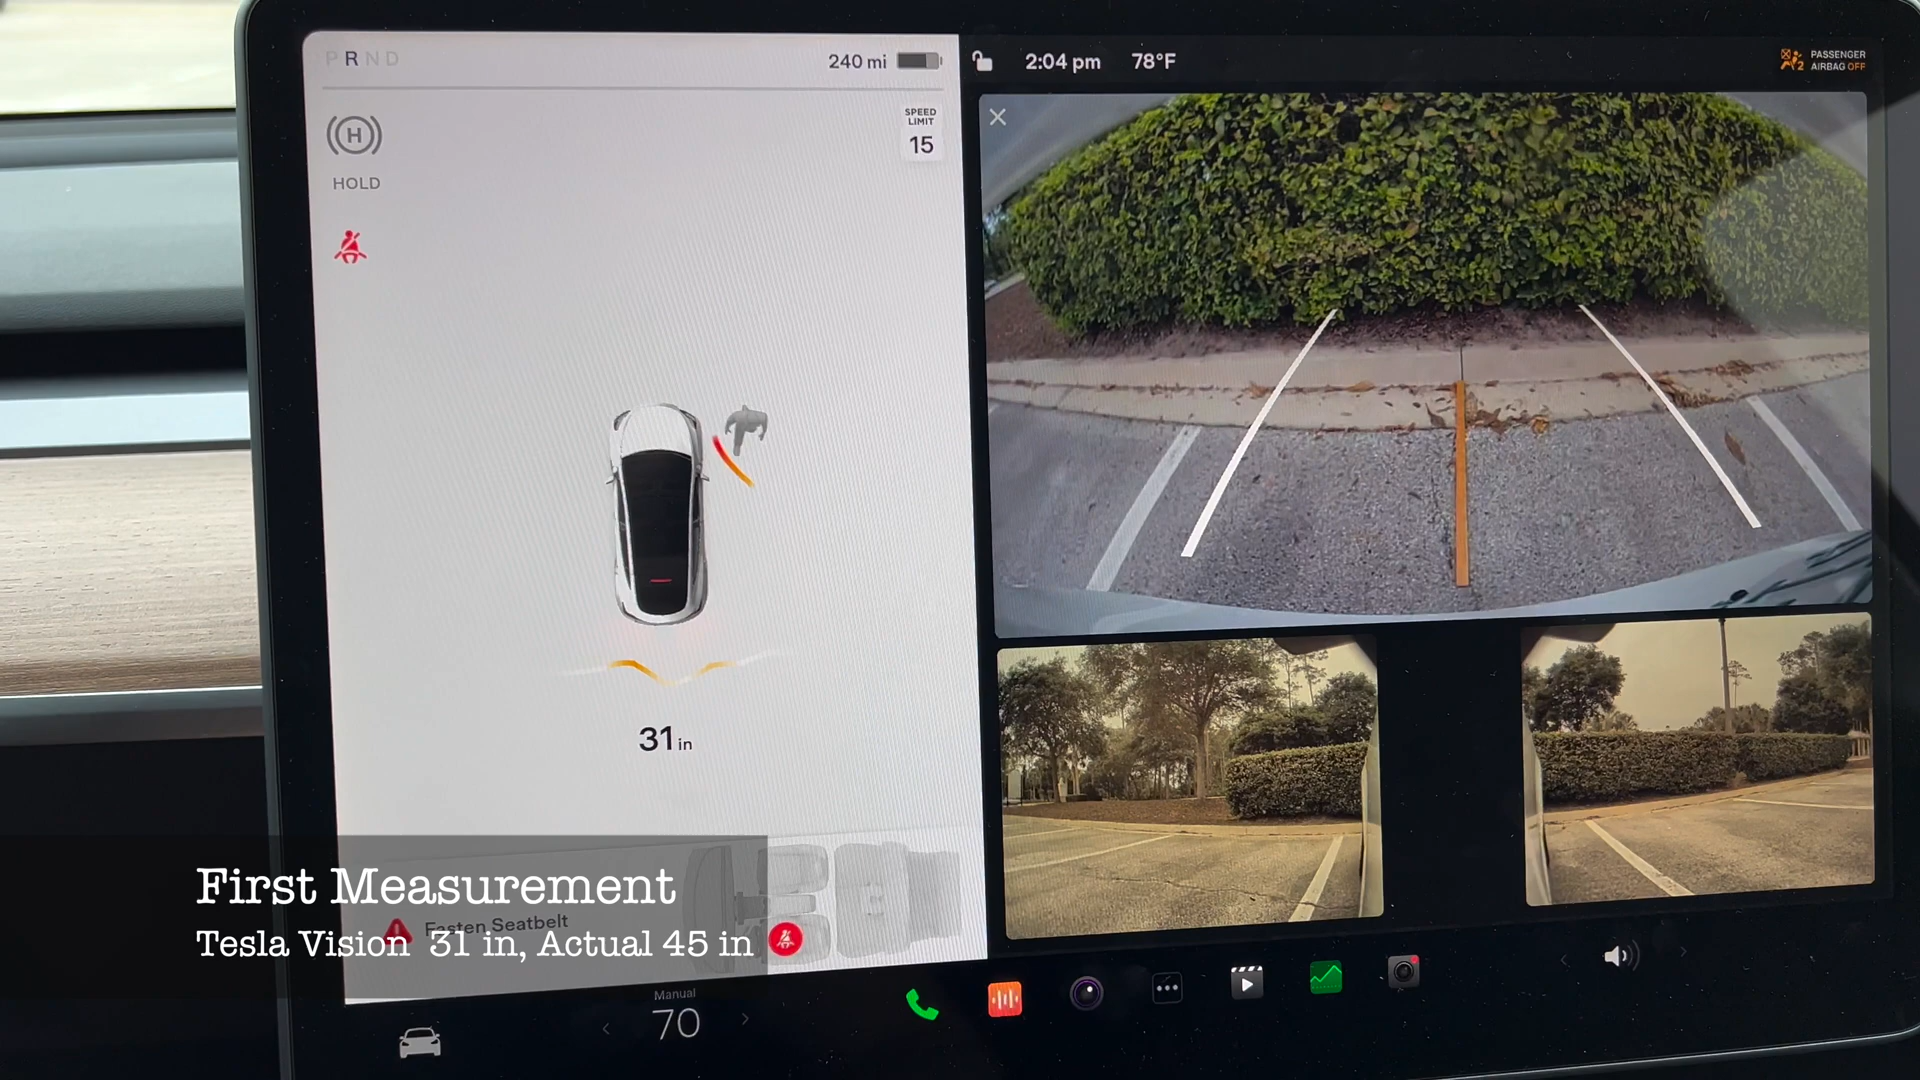 P R N D
240 mi
2:04 pm
78°F
PASSENGER
AIRBAG OFF
SPEED
LIMIT
15
HOLD
31 in
First Measurement
Fasten Seatbelt
Tesla Vision 31 in, Actual 45 in
Manual
70